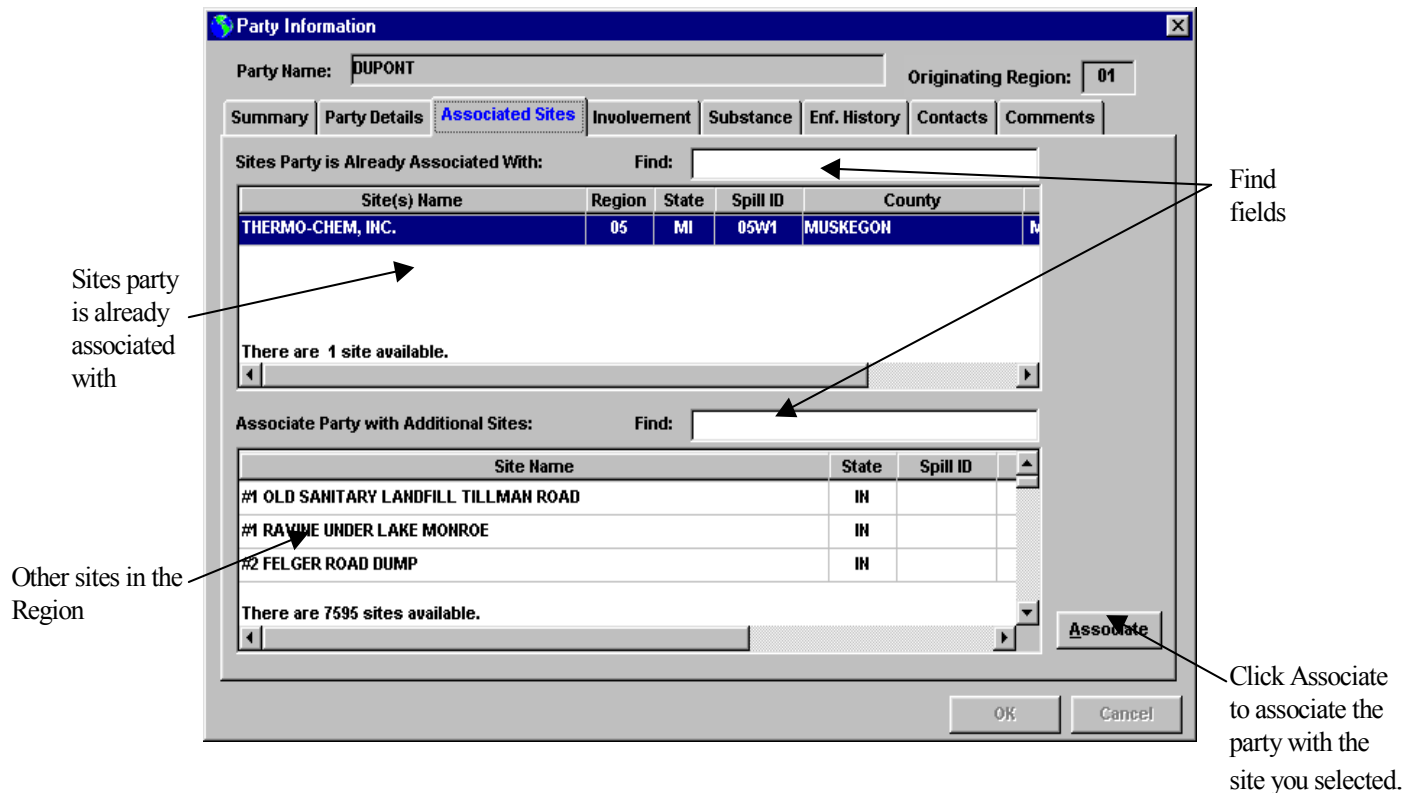 Party Information
Party Name: DUPONT
Originating Region: 01
Summary Party Details Associated Sites Involvement Substance Enf. History Contacts Comments
Sites Party is Already Associated With: Find:
Site(s) Name Region State Spill ID County
THERMO-CHEM, INC. 05 MI 05W1 MUSKEGON M
There are 1 site available.
Associate Party with Additional Sites: Find:
Site Name State Spill ID
#1 OLD SANITARY LANDFILL TILLMAN ROAD IN
#1 RAVINE UNDER LAKE MONROE IN
#2 FELGER ROAD DUMP IN
There are 7595 sites available.
Associate
OK Cancel
Find
fields
Sites party
is already
associated
with
Other sites in the
Region
Click Associate
to associate the
party with the
site you selected.